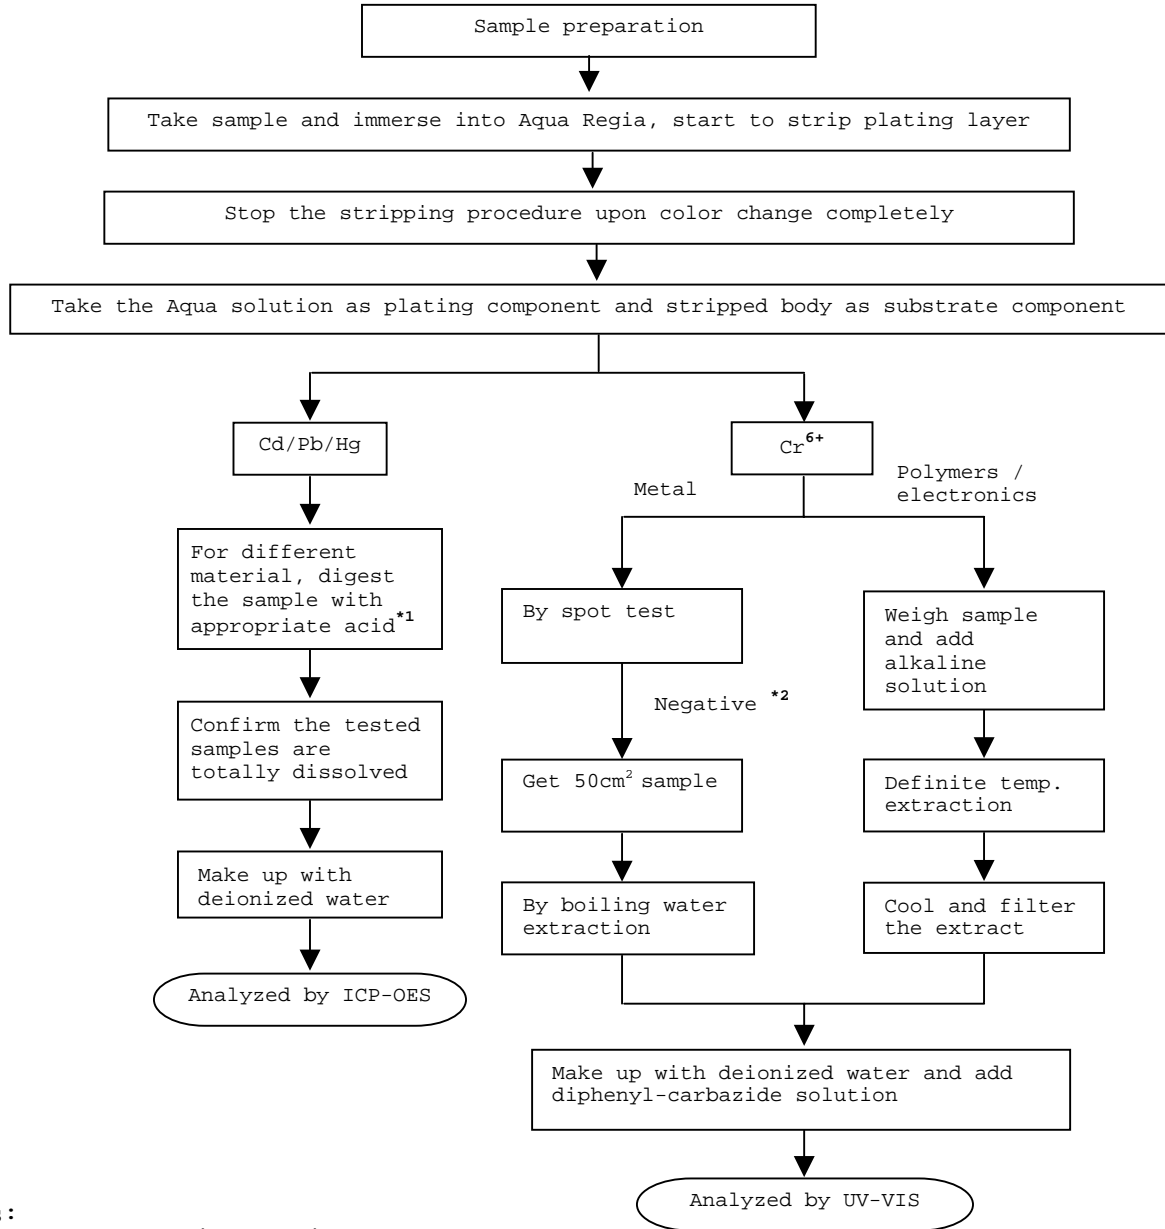 Sample preparation
Take sample and immerse into Aqua Regia, start to strip plating layer
Stop the stripping procedure upon color change completely
Take the Aqua solution as plating component and stripped body as substrate component
Cd/Pb/Hg
For different
material, digest
the sample with
appropriate acid*1
Confirm the tested
samples are
totally dissolved
Make up with
deionized water
Analyzed by ICP-OES
Cr6+
Metal
Polymers /
electronics
By spot test
Negative *2
Get 50cm2 sample
By boiling water
extraction
Weigh sample
and add
alkaline
solution
Definite temp.
extraction
Cool and filter
the extract
Make up with deionized water and add
diphenyl-carbazide solution
Analyzed by UV-VIS